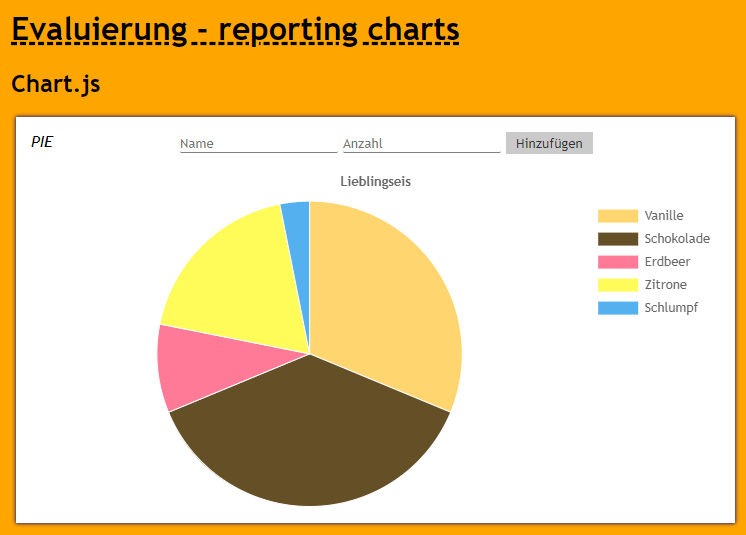 Evaluierung - reporting charts
Chart.js
PIE
Name
Anzahl
Hinzufügen
Lieblingseis
Vanille
Schokolade
Erdbeer
Zitrone
Schlumpf